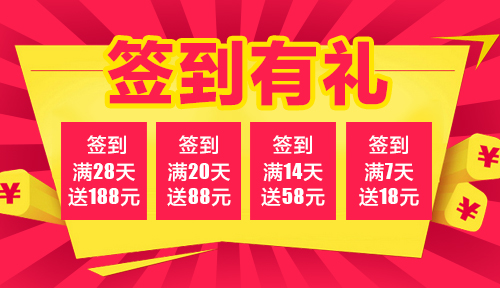 签到有礼
签到
满28天
送188元
签到
满20天
送88元
签到
满14天
送58元
签到
满7天
送18元
¥
¥
¥